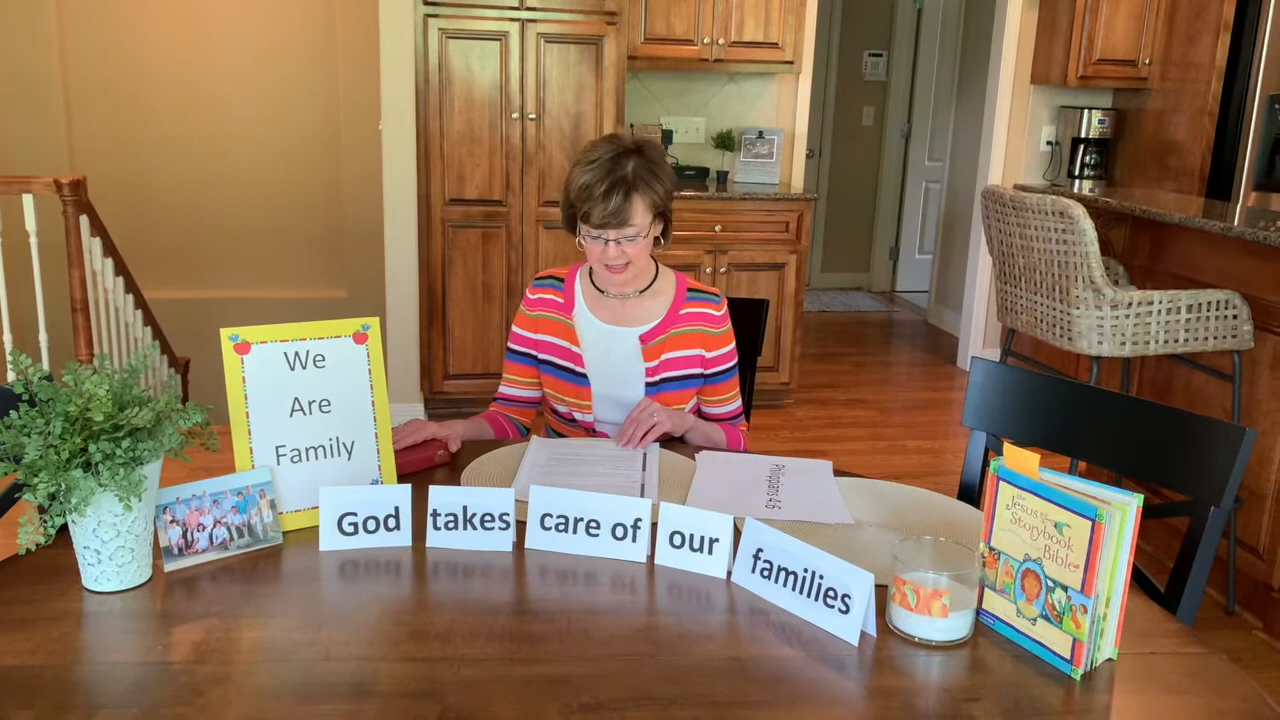 We
Are
Family
God
takes
care of
our
families
Philippians 4:6
the
Jesus
Storybook
Bible